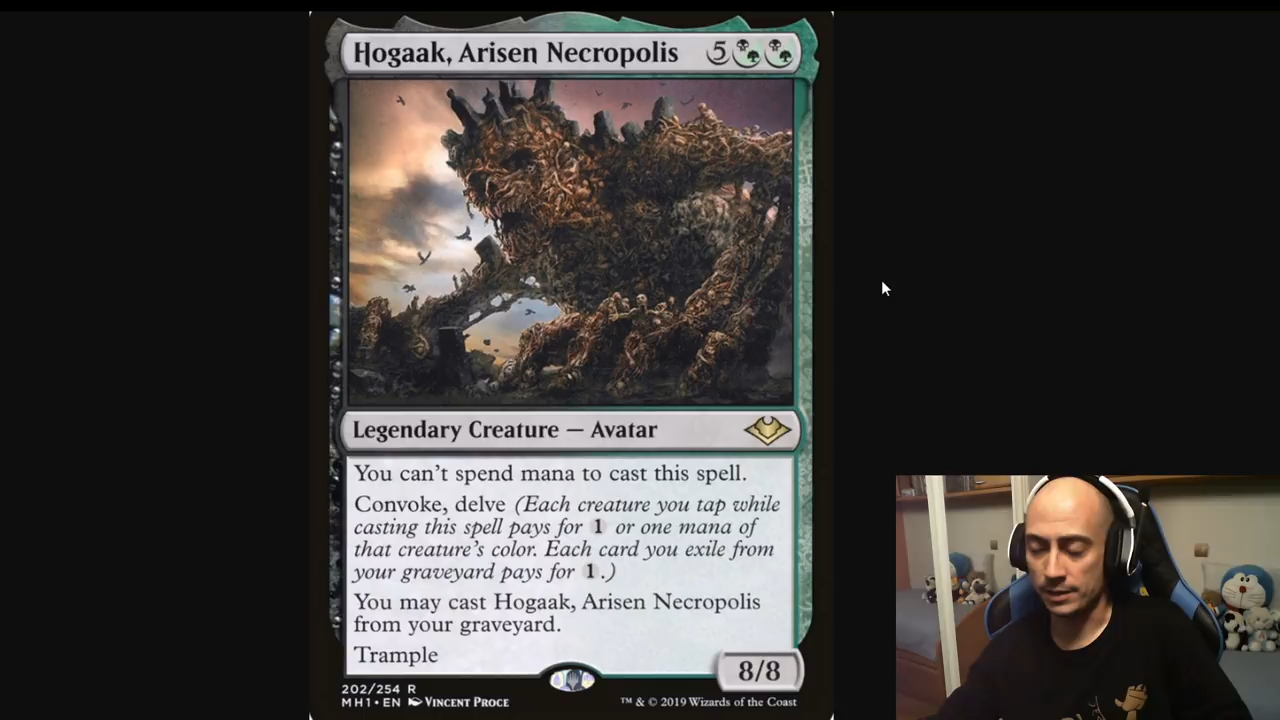 Hogaak, Arisen Necropolis 5
Legendary Creature — Avatar
You can't spend mana to cast this spell.
Convoke, delve (Each creature you tap while
casting this spell pays for 1 or one mana of
that creature's color. Each card you exile from
your graveyard pays for 1.)
You may cast Hogaak, Arisen Necropolis
from your graveyard.
Trample
8/8
202/254 R
MH1 • EN VINCENT PROCE
™ & © 2019 Wizards of the Coast